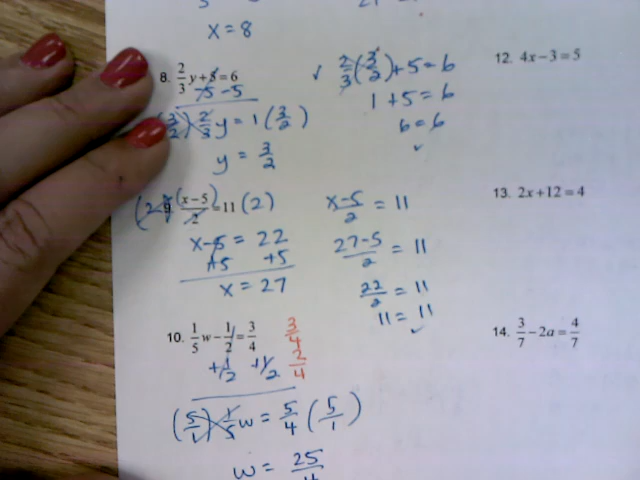 x = 8
8. 2/3 y + 5 = 6
-5 -5
(3/2) 2/3 y = 1 (3/2)
y = 3/2
✓ 2/3 (3/2) + 5 = 6
1 + 5 = 6
6 = 6
✓
9. (x-5)/2 = 11 (2)
x - 5 = 22
+5 +5
x = 27
x-5/2 = 11
27-5/2 = 11
22/2 = 11
11 = 11
✓
10. 1/5 w - 1/2 = 3/4
+1/2 +1/2
3/4
2/4
(5/1) 1/5 w = 5/4 (5/1)
w = 25/4
12. 4x - 3 = 5
13. 2x + 12 = 4
14. 3/7 - 2a = 4/7